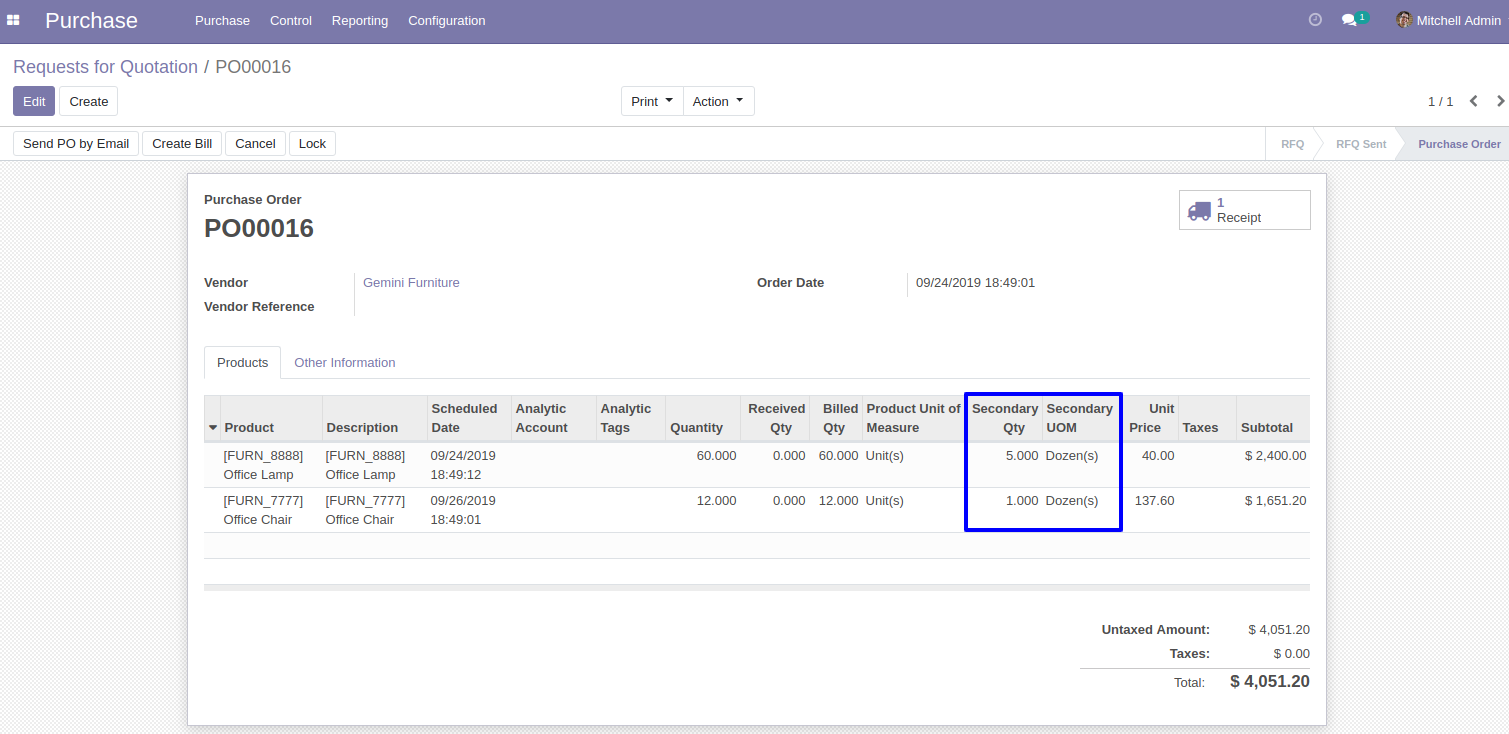 Purchase Purchase Control Reporting Configuration 1 Mitchell Admin
Requests for Quotation / PO00016
Edit Create Print Action 1 / 1
Send PO by Email Create Bill Cancel Lock RFQ RFQ Sent Purchase Order
Purchase Order
PO00016
1
Receipt
Vendor Gemini Furniture Order Date 09/24/2019 18:49:01
Vendor Reference
Products Other Information
Scheduled Analytic Analytic Received Billed Product Unit of Secondary Secondary Unit
Product Description Date Account Tags Quantity Qty Qty Measure Qty UOM Price Taxes Subtotal
[FURN_8888] [FURN_8888] 09/24/2019 60.000 0.000 60.000 Unit(s) 5.000 Dozen(s) 40.00 $ 2,400.00
Office Lamp Office Lamp 18:49:12
[FURN_7777] [FURN_7777] 09/26/2019 12.000 0.000 12.000 Unit(s) 1.000 Dozen(s) 137.60 $ 1,651.20
Office Chair Office Chair 18:49:01
Untaxed Amount: $ 4,051.20
Taxes: $ 0.00
Total: $ 4,051.20